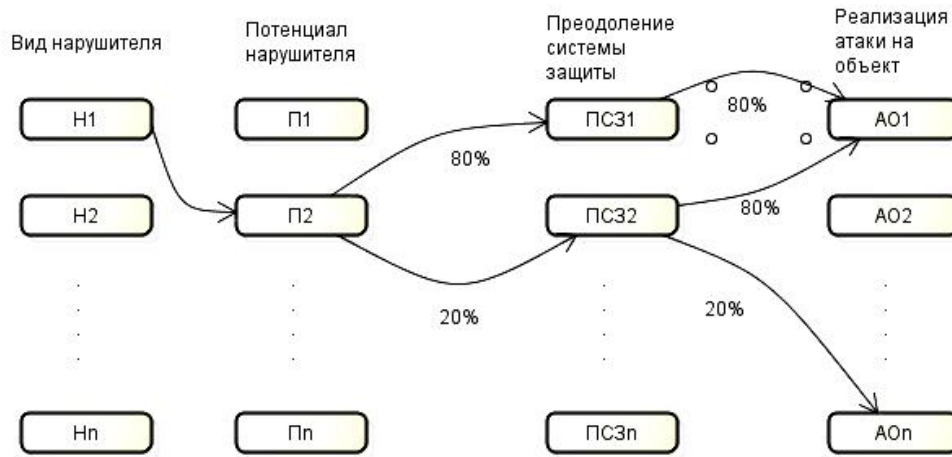 Вид нарушителя
Потенциал
нарушителя
Преодоление
системы
защиты
Реализация
атаки на
объект
Н1
П1
ПСЗ1
80%
АО1
80%
Н2
П2
ПСЗ2
80%
АО2
20%
20%
Нn
Пn
ПСЗn
АОn